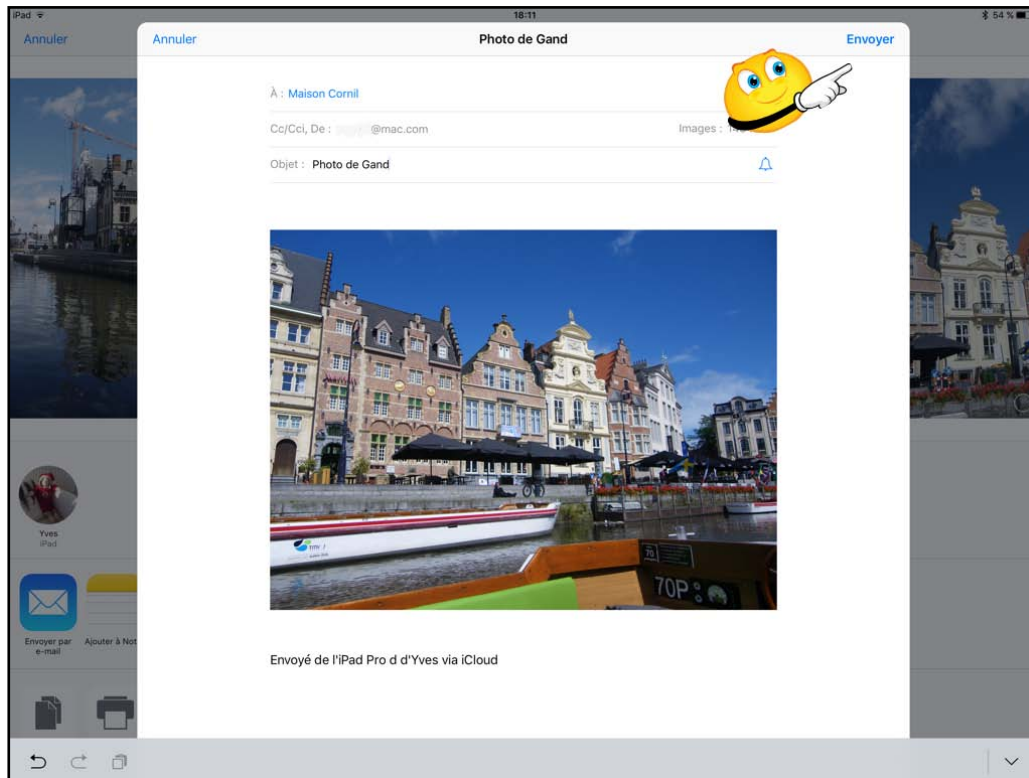 iPad 18:11 54 %
Annuler
Annuler Photo de Gand Envoyer
À : Maison Cornil
Cc/Cci, De : @mac.com Images :
Objet : Photo de Gand
70
70P
Envoyé de l'iPad Pro d d'Yves via iCloud
Yves
iPad
Envoyer par
e-mail
Ajouter à Not